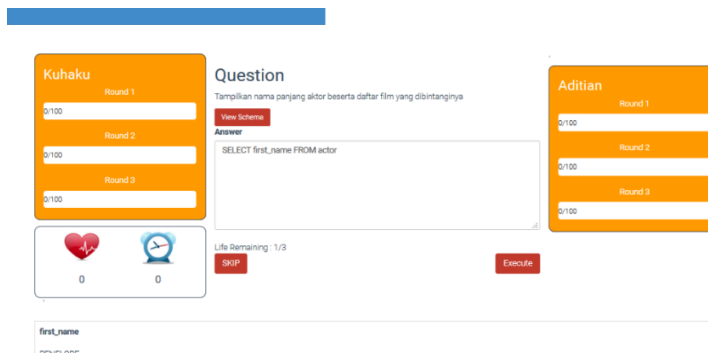 Kuhaku
Round 1
0/100
Round 2
0/100
Round 3
0/100
0
0
Question
Tampilkan nama panjang aktor beserta daftar film yang dibintanginya
View Scheme
Answer
SELECT first_name FROM actor
Life Remaining : 1/3
SKIP
Execute
Aditian
Round 1
0/100
Round 2
0/100
Round 3
0/100
first_name